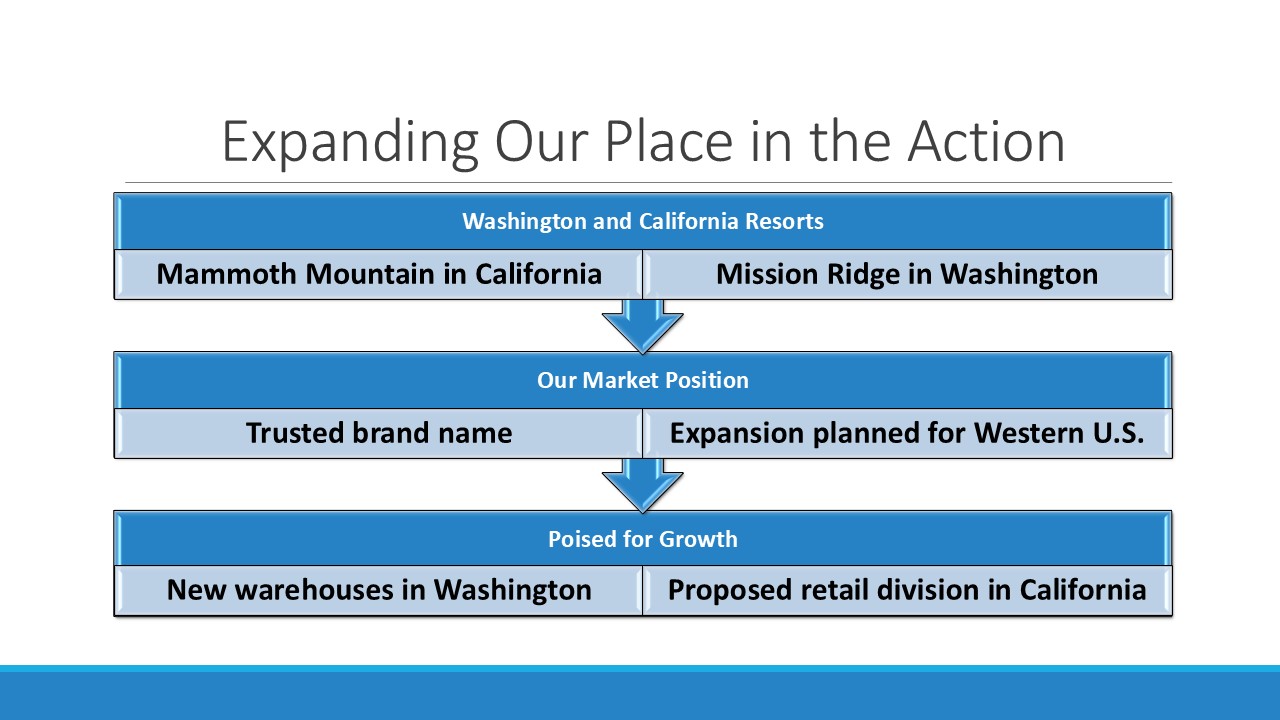 Expanding Our Place in the Action
Washington and California Resorts
Mammoth Mountain in California
Mission Ridge in Washington
Our Market Position
Trusted brand name
Expansion planned for Western U.S.
Poised for Growth
New warehouses in Washington
Proposed retail division in California